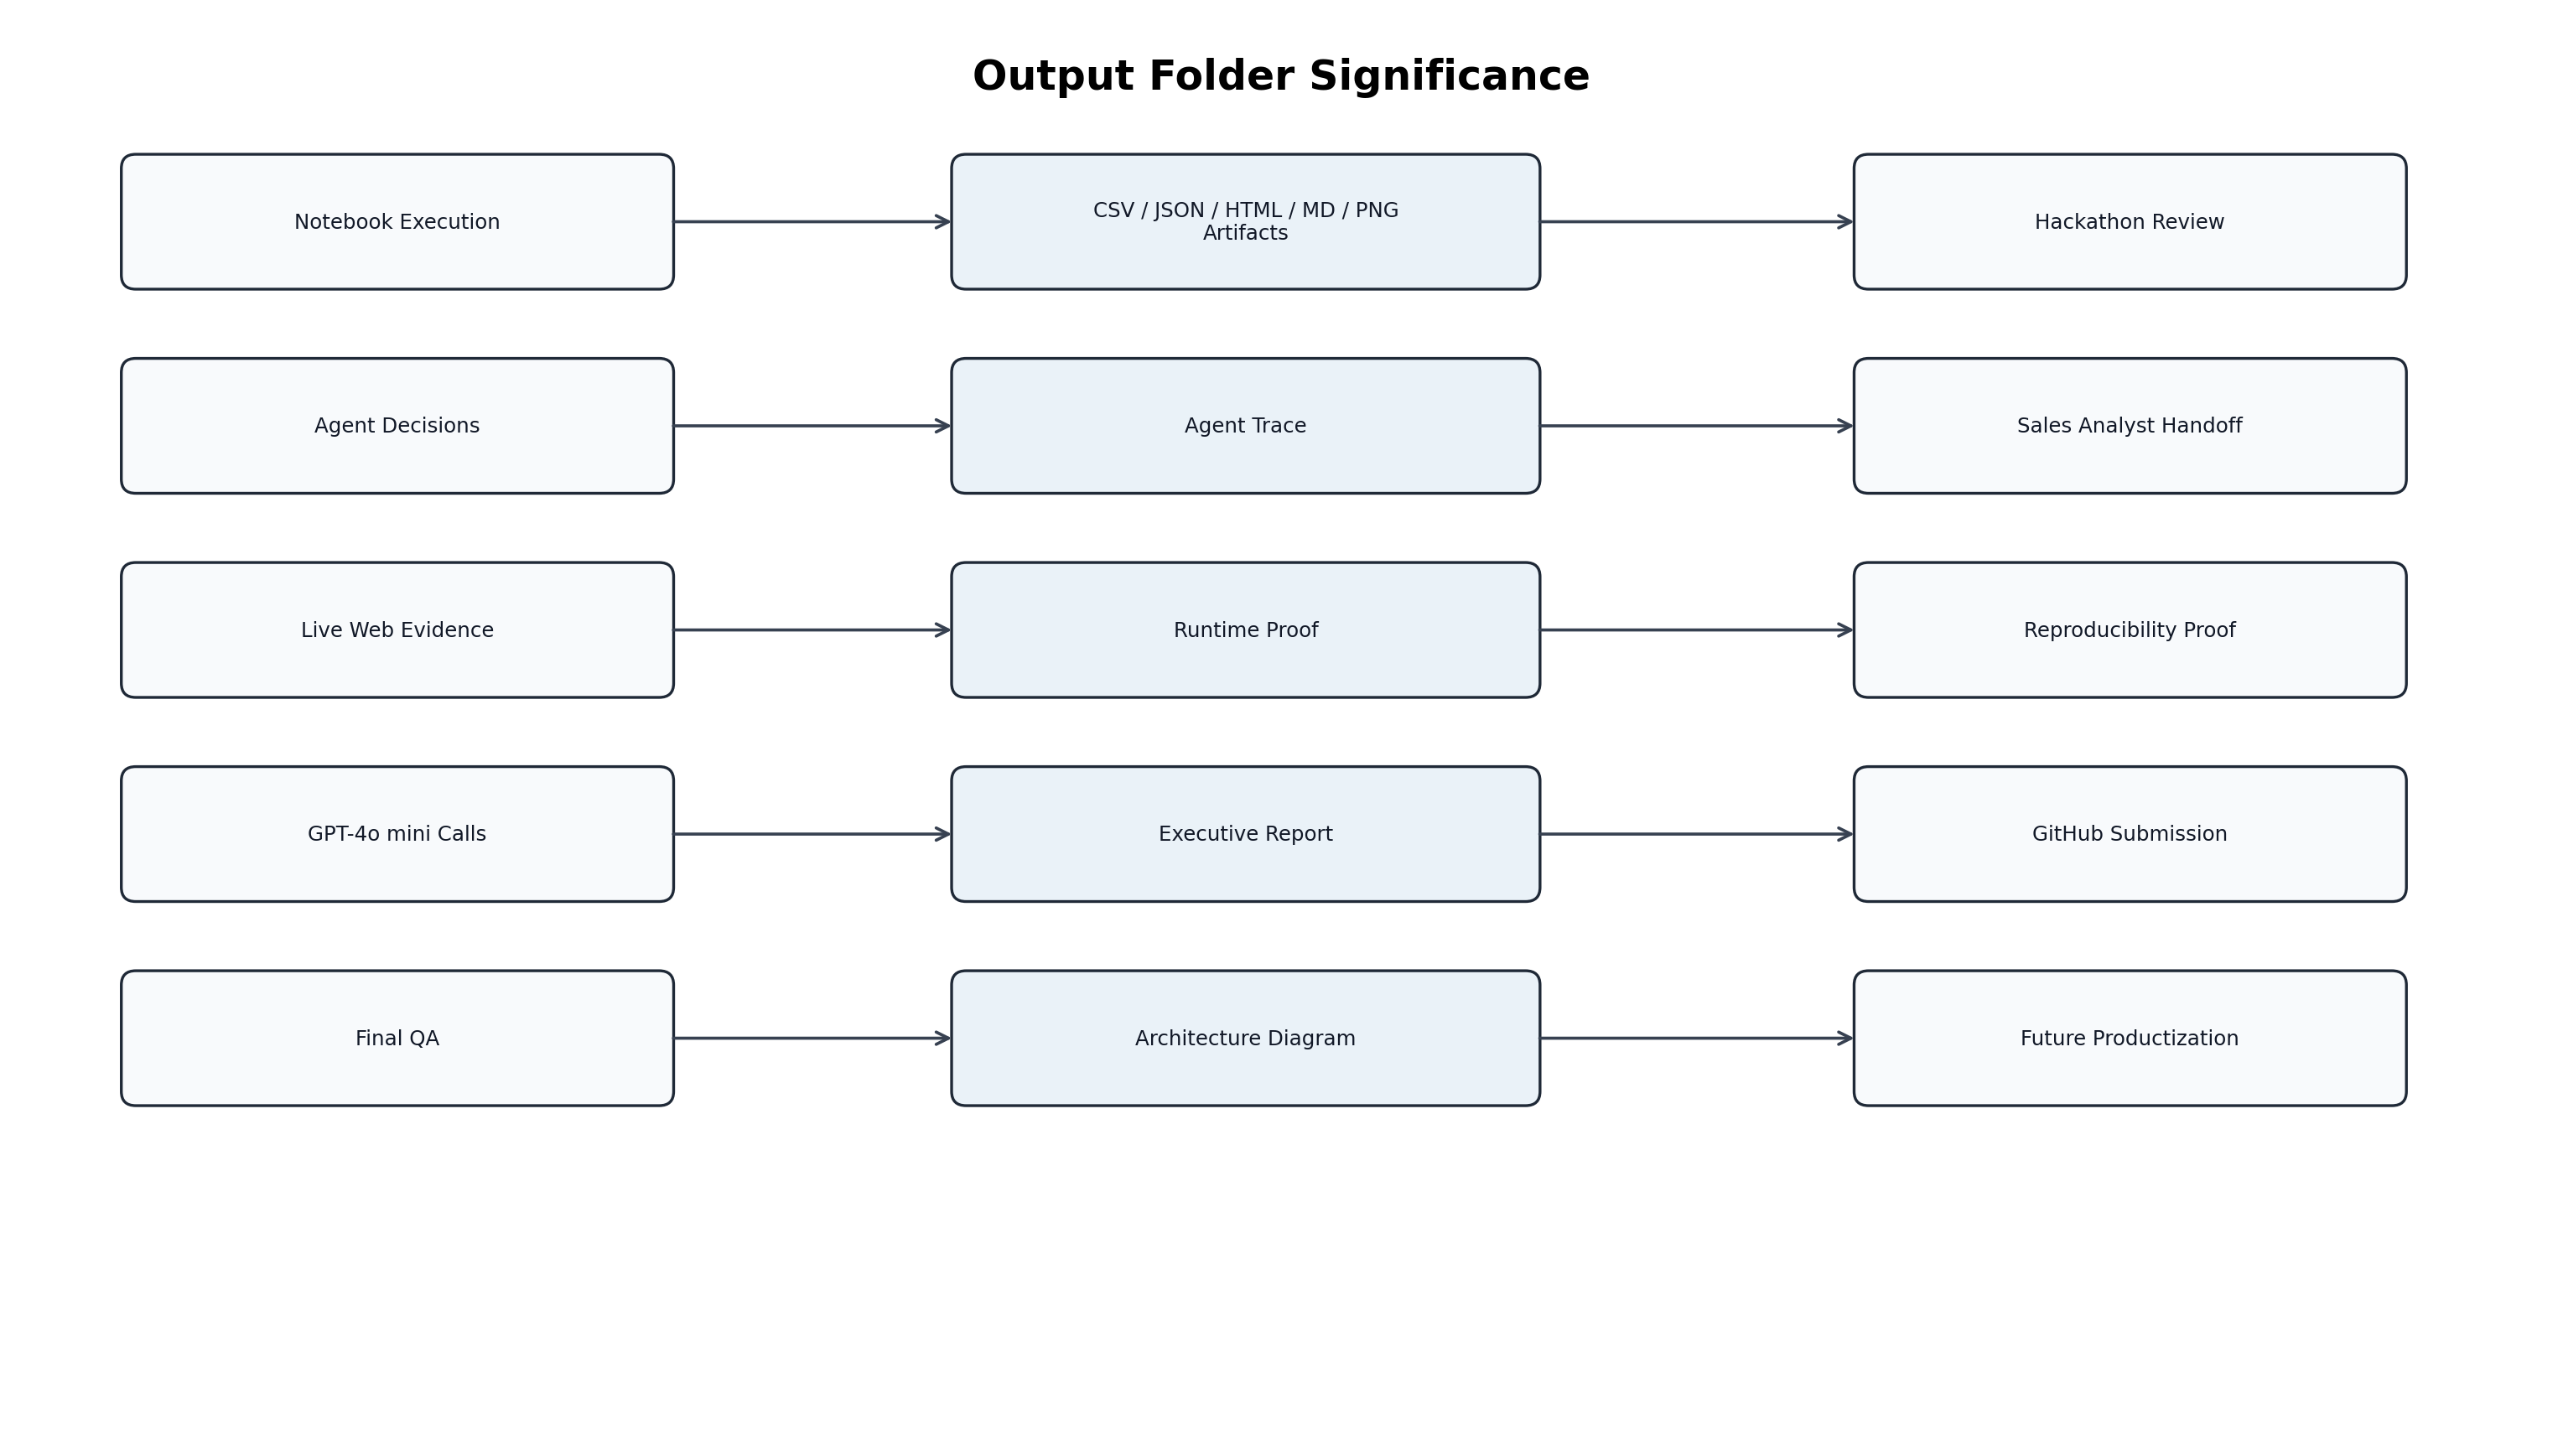 Output Folder Significance
Notebook Execution
CSV / JSON / HTML / MD / PNG
Artifacts
Hackathon Review
Agent Decisions
Agent Trace
Sales Analyst Handoff
Live Web Evidence
Runtime Proof
Reproducibility Proof
GPT-4o mini Calls
Executive Report
GitHub Submission
Final QA
Architecture Diagram
Future Productization